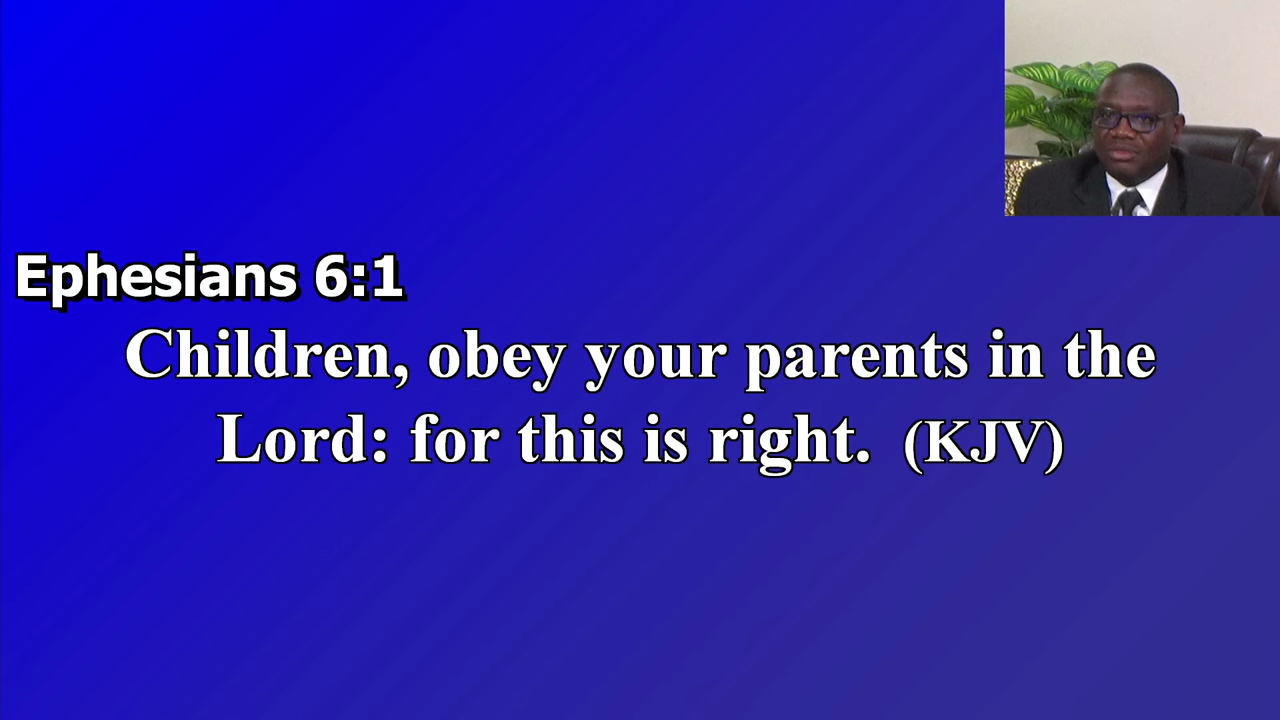 Ephesians 6:1
Children, obey your parents in the
Lord: for this is right. (KJV)